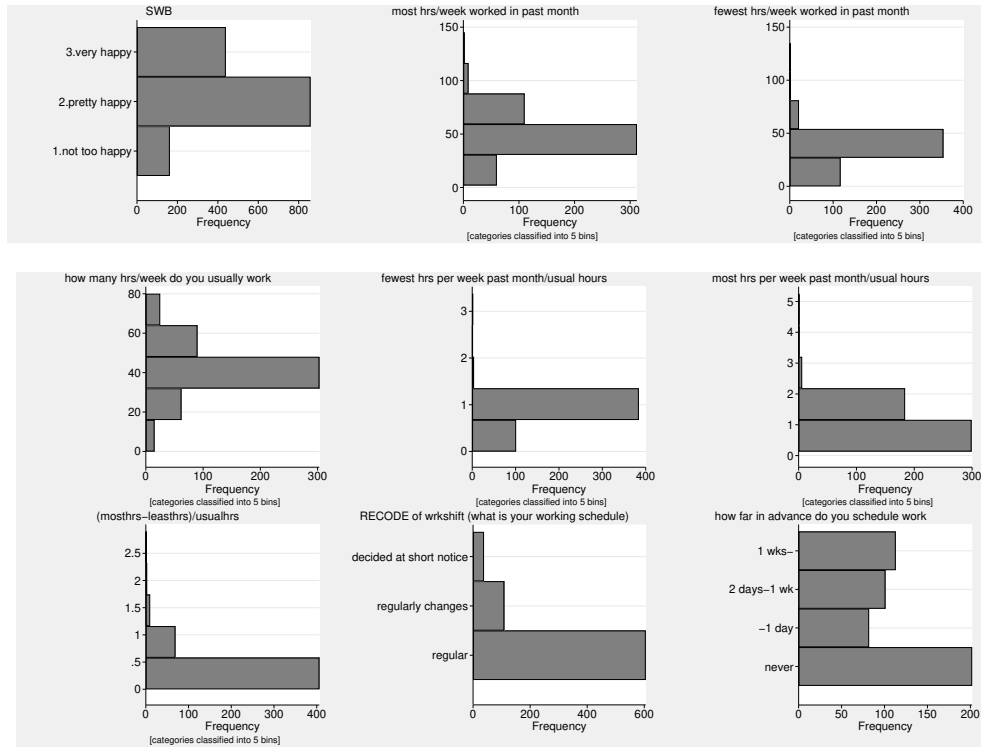 SWB
3.very happy
2.pretty happy
1.not too happy
0 200 400 600 800
Frequency
most hrs/week worked in past month
150
100
50
0
0 100 200 300
Frequency
[categories classified into 5 bins]
fewest hrs/week worked in past month
150
100
50
0
0 100 200 300 400
Frequency
[categories classified into 5 bins]
how many hrs/week do you usually work
80
60
40
20
0
0 100 200 300
Frequency
[categories classified into 5 bins]
fewest hrs per week past month/usual hours
3
2
1
0
0 100 200 300 400
Frequency
[categories classified into 5 bins]
most hrs per week past month/usual hours
5
4
3
2
1
0
0 100 200 300
Frequency
[categories classified into 5 bins]
(mosthrs−leasthrs)/usualhrs
2.5
2
1.5
1
.5
0
0 100 200 300 400
Frequency
[categories classified into 5 bins]
RECODE of wrkshift (what is your working schedule)
decided at short notice
regularly changes
regular
0 200 400 600
Frequency
how far in advance do you schedule work
1 wks−
2 days−1 wk
−1 day
never
0 50 100 150 200
Frequency